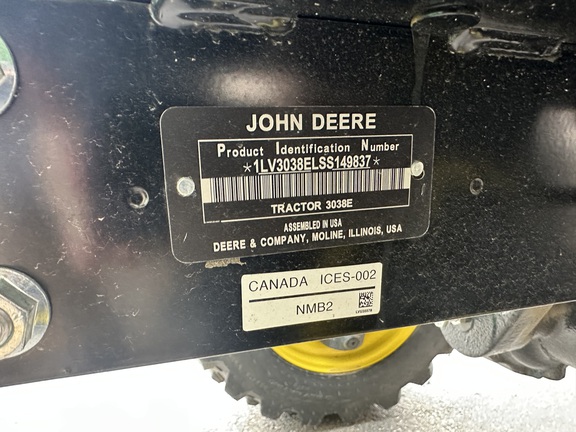 JOHN DEERE
Product Identification Number
*1LV3038ELSS149837*
TRACTOR 3038E
ASSEMBLED IN USA
DEERE & COMPANY, MOLINE, ILLINOIS, USA
CANADA ICES-002
NMB2